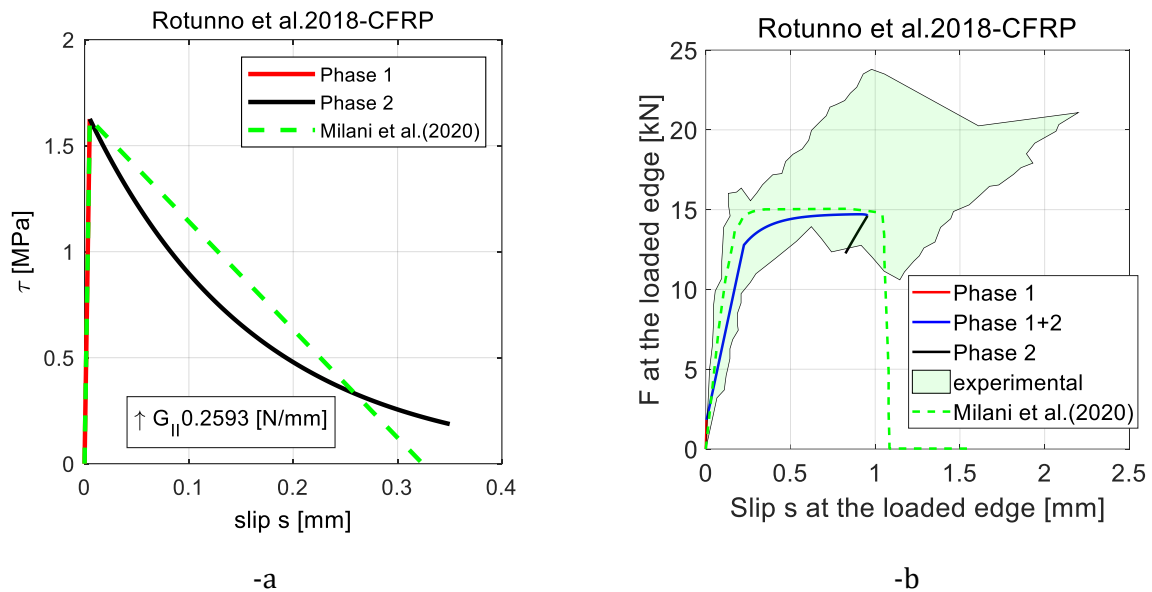 Rotunno et al.2018-CFRP
2
1.5
1
0.5
0
τ [MPa]
Phase 1
Phase 2
Milani et al.(2020)
↑ G_II 0.2593 [N/mm]
0 0.1 0.2 0.3 0.4
slip s [mm]
-a
Rotunno et al.2018-CFRP
25
20
15
10
5
0
F at the loaded edge [kN]
Phase 1
Phase 1+2
Phase 2
experimental
Milani et al.(2020)
0 0.5 1 1.5 2 2.5
Slip s at the loaded edge [mm]
-b